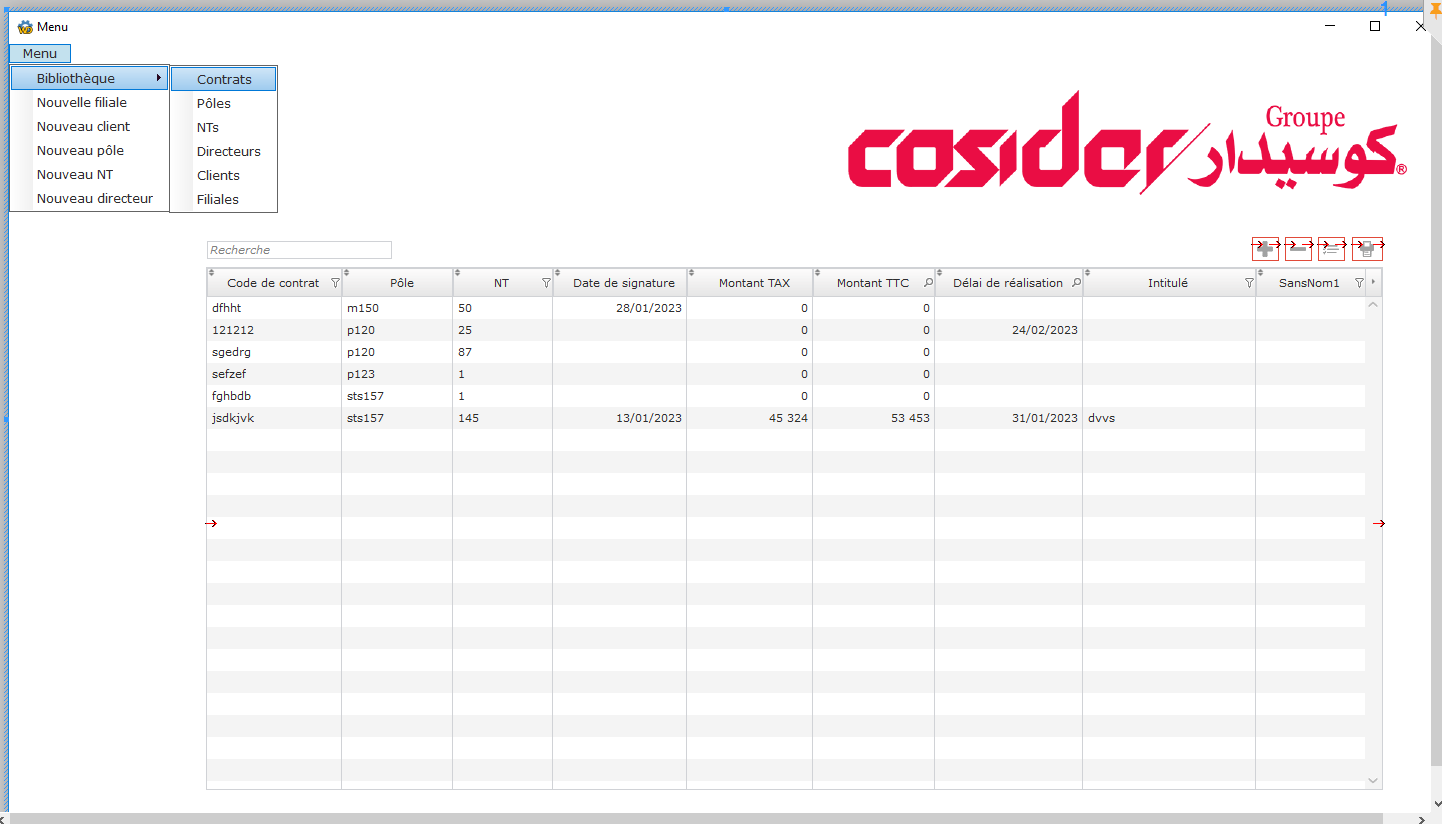 1
Menu
Menu
Bibliothèque
Nouvelle filiale
Nouveau client
Nouveau pôle
Nouveau NT
Nouveau directeur
Contrats
Pôles
NTs
Directeurs
Clients
Filiales
cosider
Groupe
كوسيدار®
Recherche
Code de contrat Pôle NT Date de signature Montant TAX Montant TTC Délai de réalisation Intitulé SansNom1
dfhht m150 50 28/01/2023 0 0
121212 p120 25 0 0 24/02/2023
sgedrg p120 87 0 0
sefzef p123 1 0 0
fghbdb sts157 1 0 0
jsdkjvk sts157 145 13/01/2023 45 324 53 453 31/01/2023 dvvs